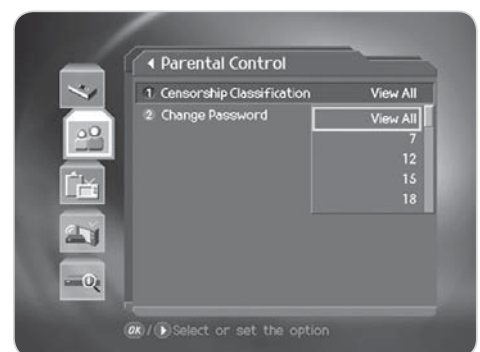 Parental Control
1 Censorship Classification View All
2 Change Password View All
7
12
15
18
OK / Select or set the option